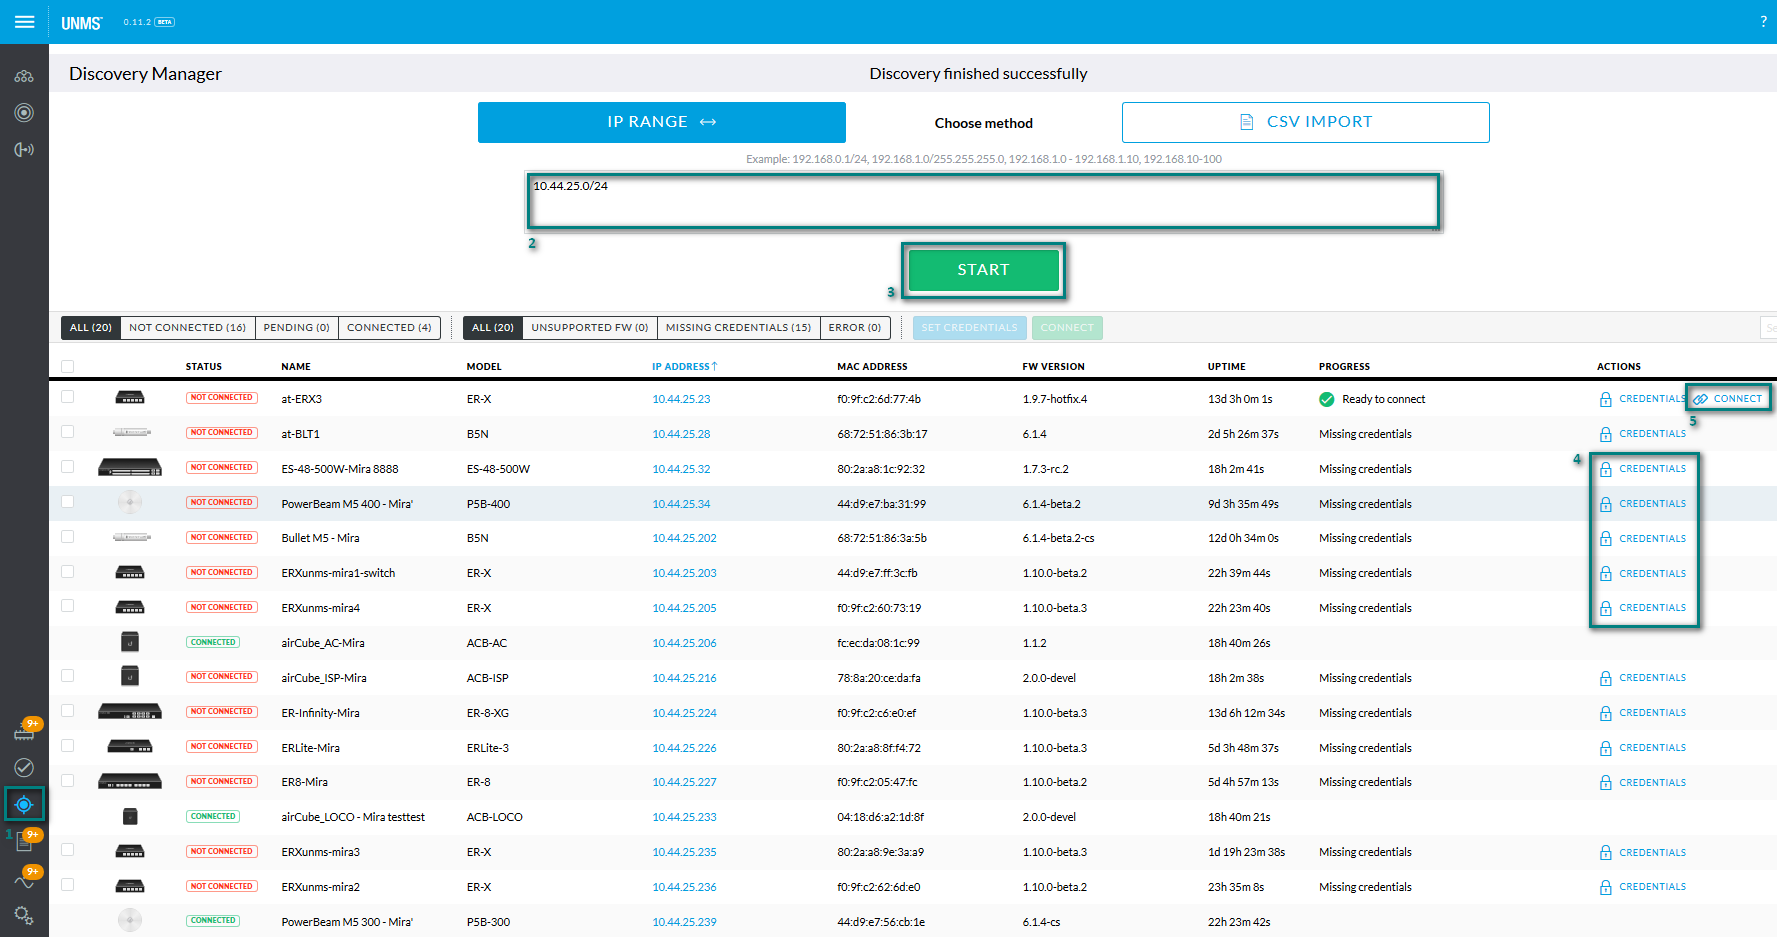 UNMS™ 0.11.2 BETA ?
Discovery Manager Discovery finished successfully
IP RANGE Choose method CSV IMPORT
Example: 192.168.0.1/24, 192.168.1.0/255.255.255.0, 192.168.1.0 - 192.168.1.10, 192.168.10-100
10.44.25.0/24
2
START
3
ALL (20) NOT CONNECTED (16) PENDING (0) CONNECTED (4) ALL (20) UNSUPPORTED FW (0) MISSING CREDENTIALS (15) ERROR (0) SET CREDENTIALS CONNECT Se
STATUS NAME MODEL IP ADDRESS↑ MAC ADDRESS FW VERSION UPTIME PROGRESS ACTIONS
NOT CONNECTED at-ERX3 ER-X 10.44.25.23 f0:9f:c2:6d:77:4b 1.9.7-hotfix.4 13d 3h 0m 1s Ready to connect CREDENTIALS CONNECT
5
NOT CONNECTED at-BLT1 B5N 10.44.25.28 68:72:51:86:3b:17 6.1.4 2d 5h 26m 37s Missing credentials CREDENTIALS
4
NOT CONNECTED ES-48-500W-Mira 8888 ES-48-500W 10.44.25.32 80:2a:a8:1c:92:32 1.7.3-rc.2 18h 2m 41s Missing credentials CREDENTIALS
NOT CONNECTED PowerBeam M5 400 - Mira' P5B-400 10.44.25.34 44:d9:e7:ba:31:99 6.1.4-beta.2 9d 3h 35m 49s Missing credentials CREDENTIALS
NOT CONNECTED Bullet M5 - Mira B5N 10.44.25.202 68:72:51:86:3a:5b 6.1.4-beta.2-cs 12d 0h 34m 0s Missing credentials CREDENTIALS
NOT CONNECTED ERXunms-mira1-switch ER-X 10.44.25.203 44:d9:e7:ff:3c:fb 1.10.0-beta.2 22h 39m 44s Missing credentials CREDENTIALS
NOT CONNECTED ERXunms-mira4 ER-X 10.44.25.205 f0:9f:c2:60:73:19 1.10.0-beta.3 22h 23m 40s Missing credentials CREDENTIALS
CONNECTED airCube_AC-Mira ACB-AC 10.44.25.206 fc:ec:da:08:1c:99 1.1.2 18h 40m 26s
NOT CONNECTED airCube_ISP-Mira ACB-ISP 10.44.25.216 78:8a:20:ce:da:fa 2.0.0-devel 18h 2m 38s Missing credentials CREDENTIALS
NOT CONNECTED ER-Infinity-Mira ER-8-XG 10.44.25.224 f0:9f:c2:c6:e0:ef 1.10.0-beta.3 13d 6h 12m 34s Missing credentials CREDENTIALS
9+
NOT CONNECTED ERLite-Mira ERLite-3 10.44.25.226 80:2a:a8:8f:f4:72 1.10.0-beta.3 5d 3h 48m 37s Missing credentials CREDENTIALS
NOT CONNECTED ER8-Mira ER-8 10.44.25.227 f0:9f:c2:05:47:fc 1.10.0-beta.2 5d 4h 57m 13s Missing credentials CREDENTIALS
CONNECTED airCube_LOCO - Mira testtest ACB-LOCO 10.44.25.233 04:18:d6:a2:1d:8f 2.0.0-devel 18h 40m 21s
1 9+
NOT CONNECTED ERXunms-mira3 ER-X 10.44.25.235 80:2a:a8:9e:3a:a9 1.10.0-beta.3 1d 19h 23m 38s Missing credentials CREDENTIALS
9+
NOT CONNECTED ERXunms-mira2 ER-X 10.44.25.236 f0:9f:c2:62:6d:e0 1.10.0-beta.2 23h 35m 8s Missing credentials CREDENTIALS
CONNECTED PowerBeam M5 300 - Mira' P5B-300 10.44.25.239 44:d9:e7:56:cb:1e 6.1.4-cs 22h 23m 42s